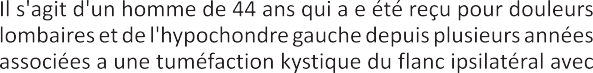 Il s'agit d'un homme de 44 ans qui a e été reçu pour douleurs
lombaires et de l'hypochondre gauche depuis plusieurs années
associées a une tuméfaction kystique du flanc ipsilatéral avec